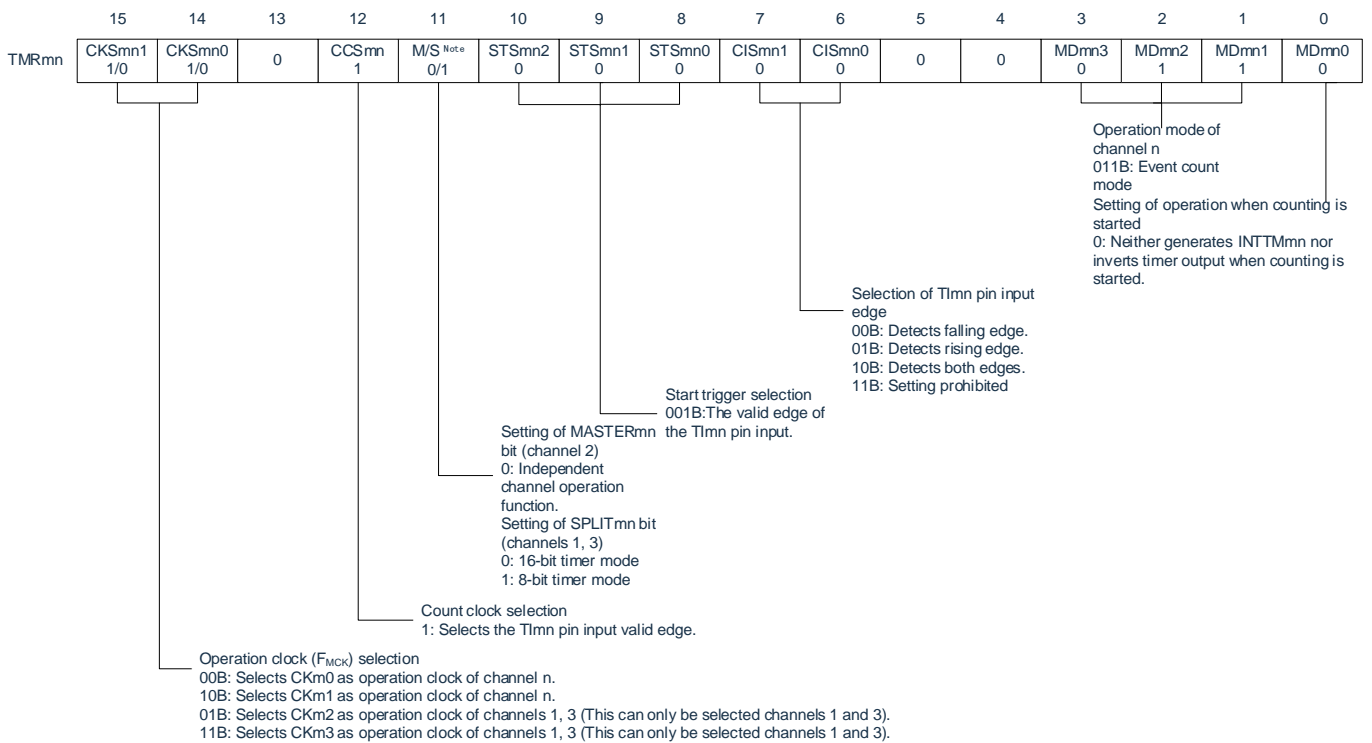 15 14 13 12 11 10 9 8 7 6 5 4 3 2 1 0
TMRmn
CKSmn1 CKSmn0 0 CCSmn M/S Note STSmn2 STSmn1 STSmn0 CISmn1 CISmn0 0 0 MDmn3 MDmn2 MDmn1 MDmn0
1/0 1/0 1 0/1 0 0 0 0 0 0 1 1 0
Operation mode of
channel n
011B: Event count
mode
Setting of operation when counting is
started
0: Neither generates INTTMmn nor
inverts timer output when counting is
started.
Selection of TImn pin input
edge
00B: Detects falling edge.
01B: Detects rising edge.
10B: Detects both edges.
11B: Setting prohibited
Start trigger selection
001B:The valid edge of
the TImn pin input.
Setting of MASTERmn
bit (channel 2)
0: Independent
channel operation
function.
Setting of SPLITmn bit
(channels 1, 3)
0: 16-bit timer mode
1: 8-bit timer mode
Count clock selection
1: Selects the TImn pin input valid edge.
Operation clock (FMCK) selection
00B: Selects CKm0 as operation clock of channel n.
10B: Selects CKm1 as operation clock of channel n.
01B: Selects CKm2 as operation clock of channels 1, 3 (This can only be selected channels 1 and 3).
11B: Selects CKm3 as operation clock of channels 1, 3 (This can only be selected channels 1 and 3).